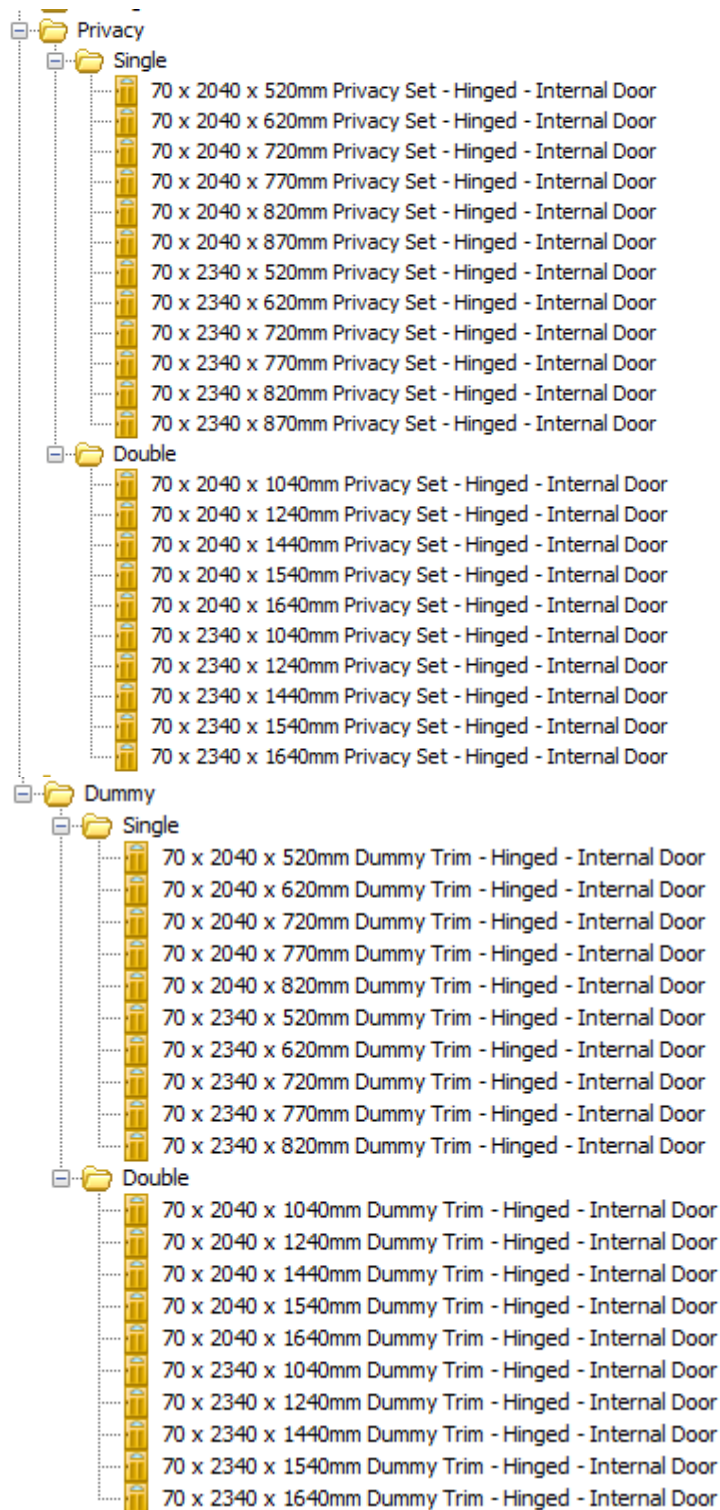 Privacy
Single
70 x 2040 x 520mm Privacy Set - Hinged - Internal Door
70 x 2040 x 620mm Privacy Set - Hinged - Internal Door
70 x 2040 x 720mm Privacy Set - Hinged - Internal Door
70 x 2040 x 770mm Privacy Set - Hinged - Internal Door
70 x 2040 x 820mm Privacy Set - Hinged - Internal Door
70 x 2040 x 870mm Privacy Set - Hinged - Internal Door
70 x 2340 x 520mm Privacy Set - Hinged - Internal Door
70 x 2340 x 620mm Privacy Set - Hinged - Internal Door
70 x 2340 x 720mm Privacy Set - Hinged - Internal Door
70 x 2340 x 770mm Privacy Set - Hinged - Internal Door
70 x 2340 x 820mm Privacy Set - Hinged - Internal Door
70 x 2340 x 870mm Privacy Set - Hinged - Internal Door
Double
70 x 2040 x 1040mm Privacy Set - Hinged - Internal Door
70 x 2040 x 1240mm Privacy Set - Hinged - Internal Door
70 x 2040 x 1440mm Privacy Set - Hinged - Internal Door
70 x 2040 x 1540mm Privacy Set - Hinged - Internal Door
70 x 2040 x 1640mm Privacy Set - Hinged - Internal Door
70 x 2340 x 1040mm Privacy Set - Hinged - Internal Door
70 x 2340 x 1240mm Privacy Set - Hinged - Internal Door
70 x 2340 x 1440mm Privacy Set - Hinged - Internal Door
70 x 2340 x 1540mm Privacy Set - Hinged - Internal Door
70 x 2340 x 1640mm Privacy Set - Hinged - Internal Door
Dummy
Single
70 x 2040 x 520mm Dummy Trim - Hinged - Internal Door
70 x 2040 x 620mm Dummy Trim - Hinged - Internal Door
70 x 2040 x 720mm Dummy Trim - Hinged - Internal Door
70 x 2040 x 770mm Dummy Trim - Hinged - Internal Door
70 x 2040 x 820mm Dummy Trim - Hinged - Internal Door
70 x 2340 x 520mm Dummy Trim - Hinged - Internal Door
70 x 2340 x 620mm Dummy Trim - Hinged - Internal Door
70 x 2340 x 720mm Dummy Trim - Hinged - Internal Door
70 x 2340 x 770mm Dummy Trim - Hinged - Internal Door
70 x 2340 x 820mm Dummy Trim - Hinged - Internal Door
Double
70 x 2040 x 1040mm Dummy Trim - Hinged - Internal Door
70 x 2040 x 1240mm Dummy Trim - Hinged - Internal Door
70 x 2040 x 1440mm Dummy Trim - Hinged - Internal Door
70 x 2040 x 1540mm Dummy Trim - Hinged - Internal Door
70 x 2040 x 1640mm Dummy Trim - Hinged - Internal Door
70 x 2340 x 1040mm Dummy Trim - Hinged - Internal Door
70 x 2340 x 1240mm Dummy Trim - Hinged - Internal Door
70 x 2340 x 1440mm Dummy Trim - Hinged - Internal Door
70 x 2340 x 1540mm Dummy Trim - Hinged - Internal Door
70 x 2340 x 1640mm Dummy Trim - Hinged - Internal Door